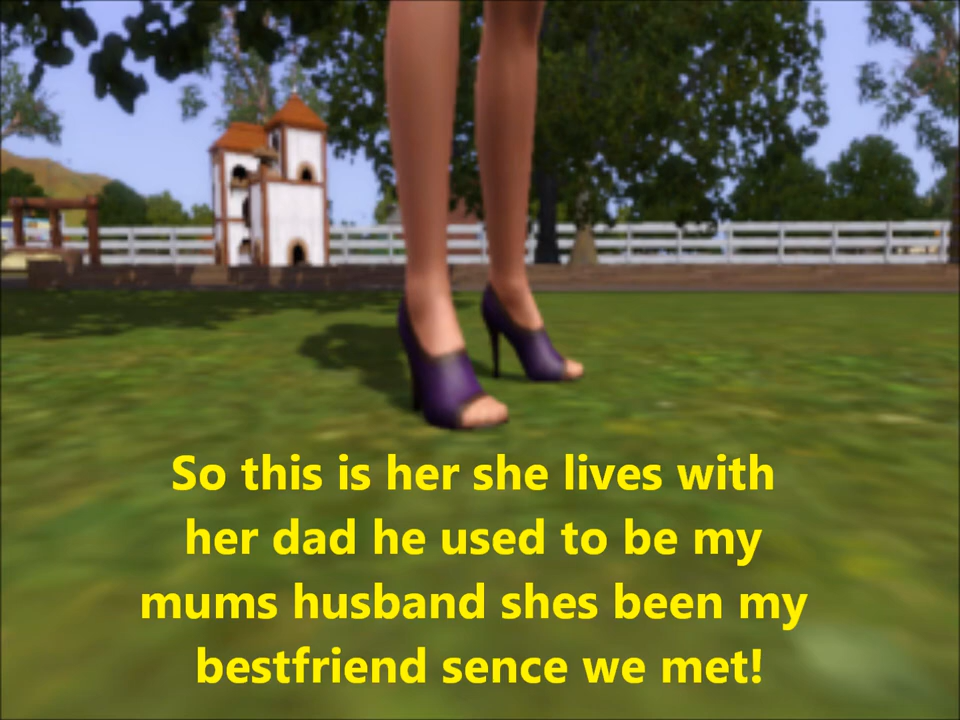 So this is her she lives with
her dad he used to be my
mums husband shes been my
bestfriend sence we met!